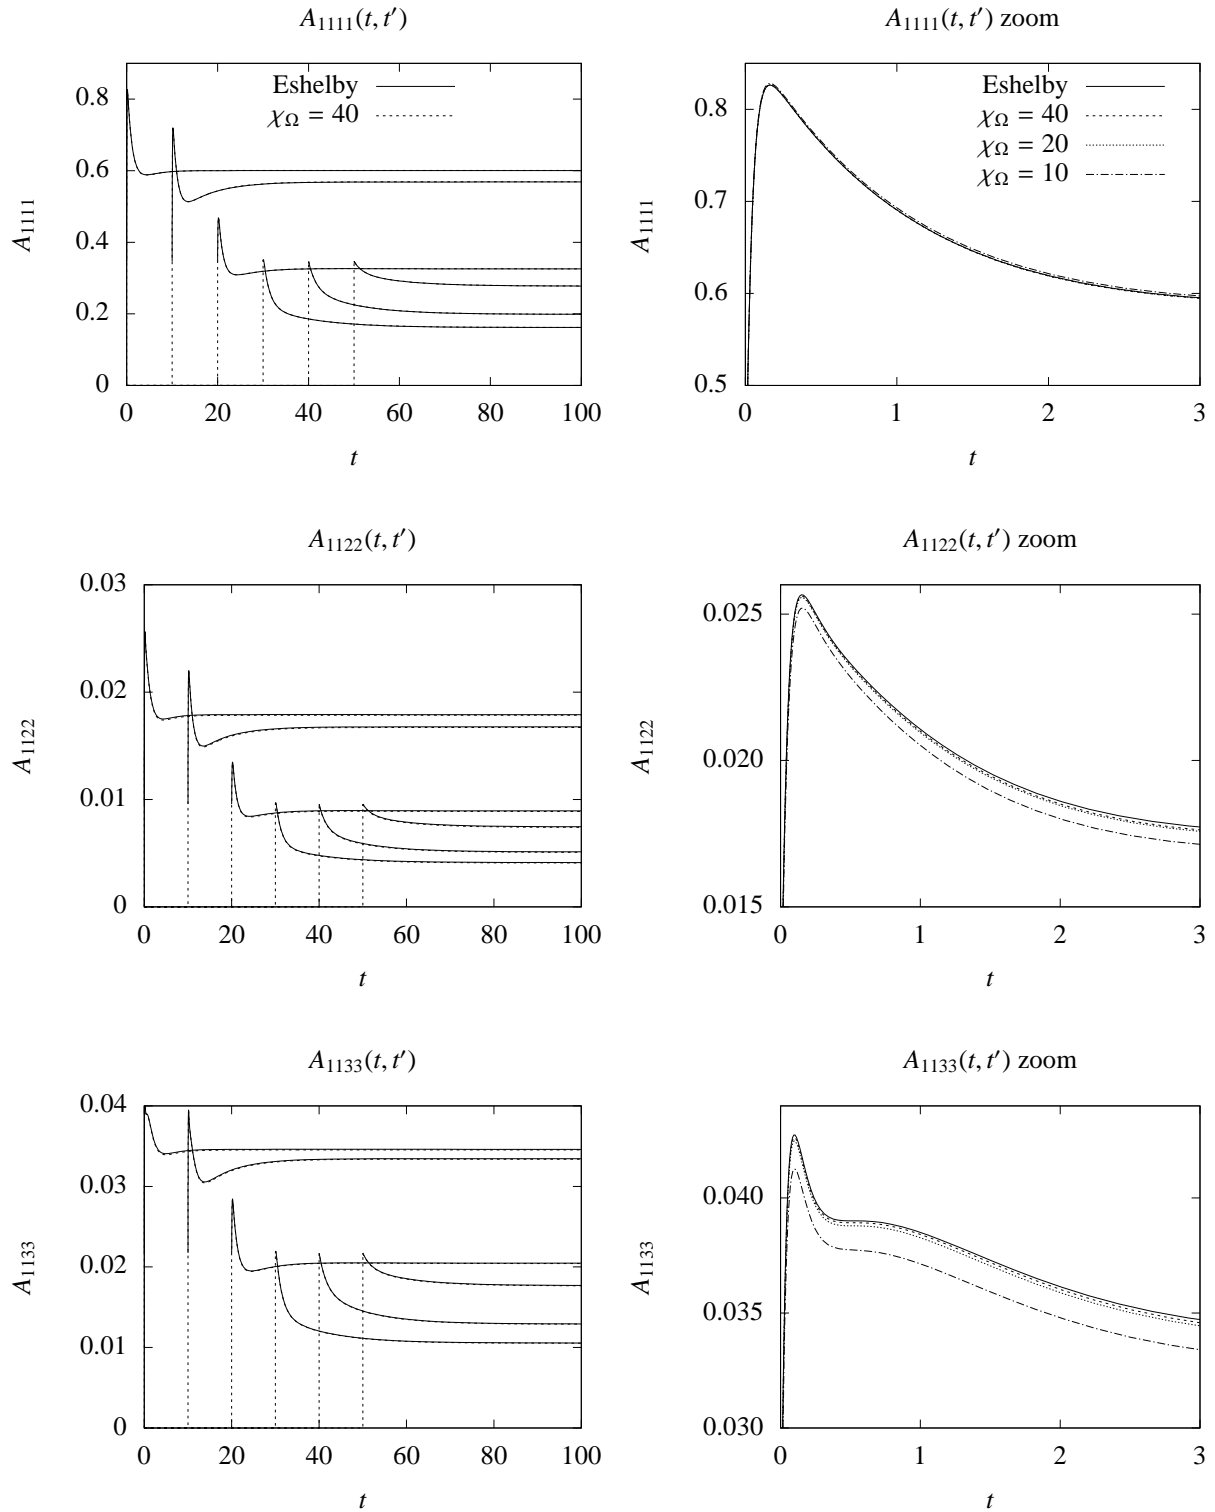 A1111(t, t′)
A1111(t, t′) zoom
Eshelby
χΩ = 40
0.8
0.6
0.4
0.2
0
A1111
0 20 40 60 80 100
t
Eshelby
χΩ = 40
χΩ = 20
χΩ = 10
0.8
0.7
0.6
0.5
A1111
0 1 2 3
t
A1122(t, t′)
A1122(t, t′) zoom
0.03
0.02
0.01
0
A1122
0 20 40 60 80 100
t
0.025
0.020
0.015
A1122
0 1 2 3
t
A1133(t, t′)
A1133(t, t′) zoom
0.04
0.03
0.02
0.01
0
A1133
0 20 40 60 80 100
t
0.040
0.035
0.030
A1133
0 1 2 3
t